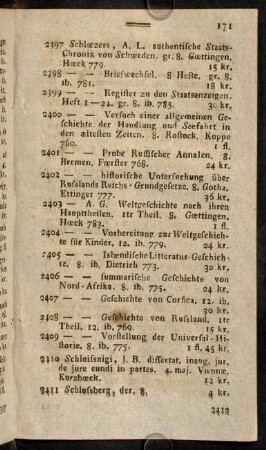 171
2397 Schlœzers, A. L. authentische Staats-
Chronik von Schweden, gr. 8. Gœttingen,
Hœck 779. 15 kr.
2398 — — Briefwechsel, 8 Hefte, gr. 8.
ib. 781. 18 kr.
2399 — — Register zu den Staatsanzeigen.
Heft 1—24. gr. 8. ib. 785. 30 kr.
2400 — — Versuch einer allgemeinen Ge-
schichte der Handlung und Seefahrt in
den ältesten Zeiten. 8. Rostock, Koppe
760. 1 fl.
2401 — — Probe Russischer Annalen, 8.
Bremen, Fœrster 768. 24 kr.
2402 — — historische Untersuchung über
Russlands Reichs-Grundgesetze. 8. Gotha,
Ettinger 777. 36 kr.
2403 — A. G. Weltgeschichte nach ihren
Haupttheilen. 1tr Theil. 8. Gœttingen,
Hœck 783. 1 fl.
2404 — — Vorbereitung zur Weltgeschich-
te für Kinder, 12. ib. 779. 24 kr.
2405 — — Islændische Litteratur-Geschich-
te. 8. ib. Dietrich 773. 30 kr.
2406 — — summarische Geschichte von
Nord-Afrika. 8. ib. 775. 24 kr.
2407 — — Geschichte von Corsica, 12. ib.
30 kr.
2408 — — Geschichte von Russland, 1tr
Theil. 12. ib. 769. 15 kr.
2409 — — Vorstellung der Universal-Hi-
storie. 8. ib. 775. 1 fl. 45 kr.
2410 Schloissnigi, J. B. dissertat. inaug. jur.
de jure eundi in partes, 4. maj. Viennæ,
Kurzbœck. 12 kr.
2411 Schlossberg, der, 8. 4 kr.
2412